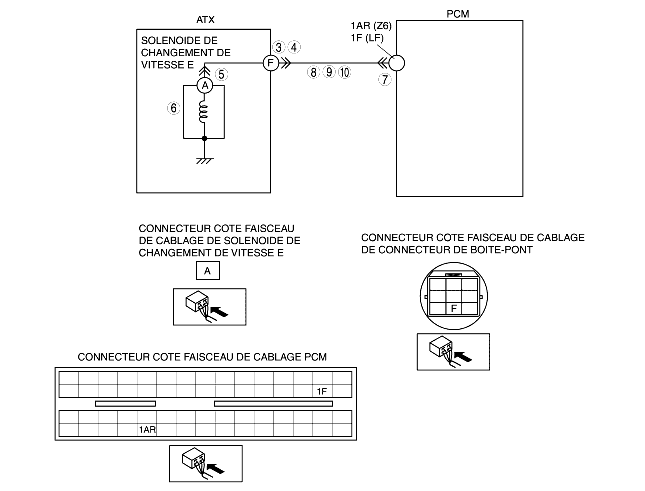 ATX
PCM
SOLENOIDE DE
CHANGEMENT DE
VITESSE E
1AR (Z6)
1F (LF)
3 4
F
5
A
6
8 9 10
7
CONNECTEUR COTE FAISCEAU
DE CABLAGE DE SOLENOIDE DE
CHANGEMENT DE VITESSE E
A
CONNECTEUR COTE FAISCEAU DE CABLAGE
DE CONNECTEUR DE BOITE-PONT
F
CONNECTEUR COTE FAISCEAU DE CABLAGE PCM
1F
1AR